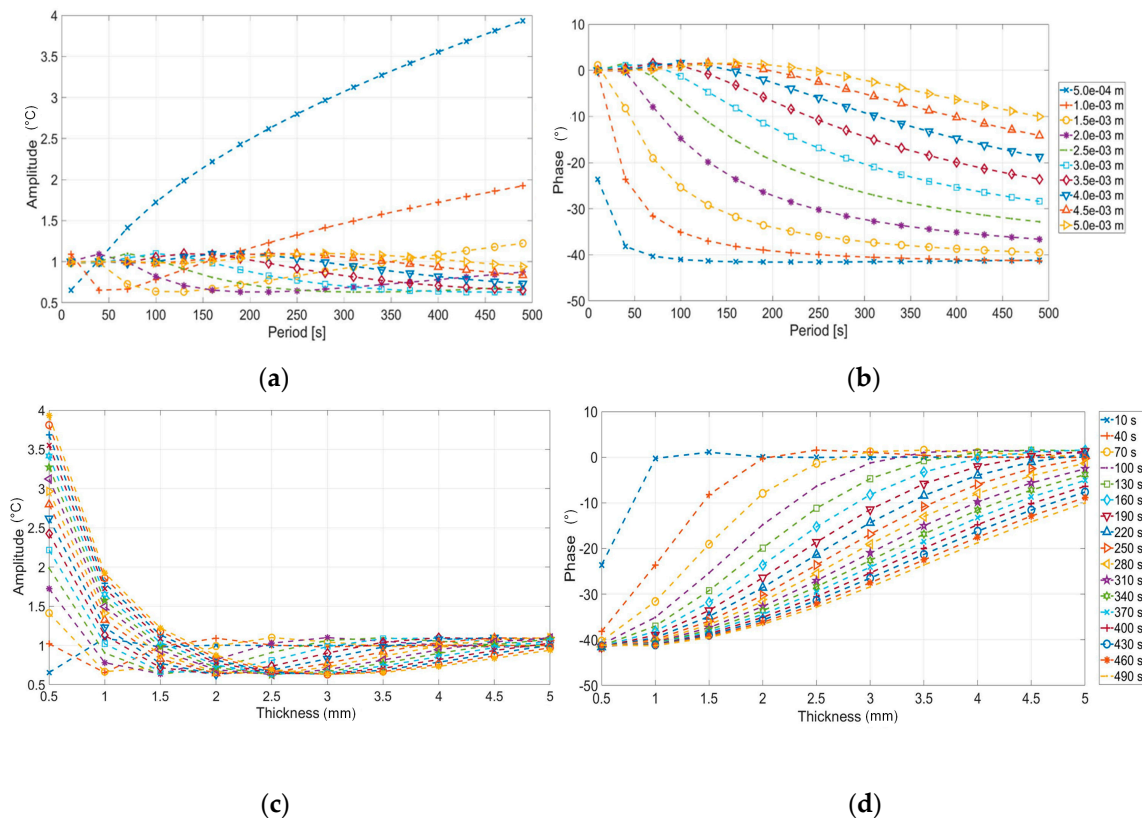 4
3.5
3
2.5
2
1.5
1
0.5
Amplitude (°C)
0 50 100 150 200 250 300 350 400 450 500
Period [s]
(a)
10
0
-10
-20
-30
-40
-50
Phase (°)
0 50 100 150 200 250 300 350 400 450 500
Period [s]
5.0e-04 m
1.0e-03 m
1.5e-03 m
2.0e-03 m
2.5e-03 m
3.0e-03 m
3.5e-03 m
4.0e-03 m
4.5e-03 m
5.0e-03 m
(b)
4
3.5
3
2.5
2
1.5
1
0.5
Amplitude (°C)
0.5 1 1.5 2 2.5 3 3.5 4 4.5 5
Thickness (mm)
(c)
10
0
-10
-20
-30
-40
-50
Phase (°)
0.5 1 1.5 2 2.5 3 3.5 4 4.5 5
Thickness (mm)
10 s
40 s
70 s
100 s
130 s
160 s
190 s
220 s
250 s
280 s
310 s
340 s
370 s
400 s
430 s
460 s
490 s
(d)